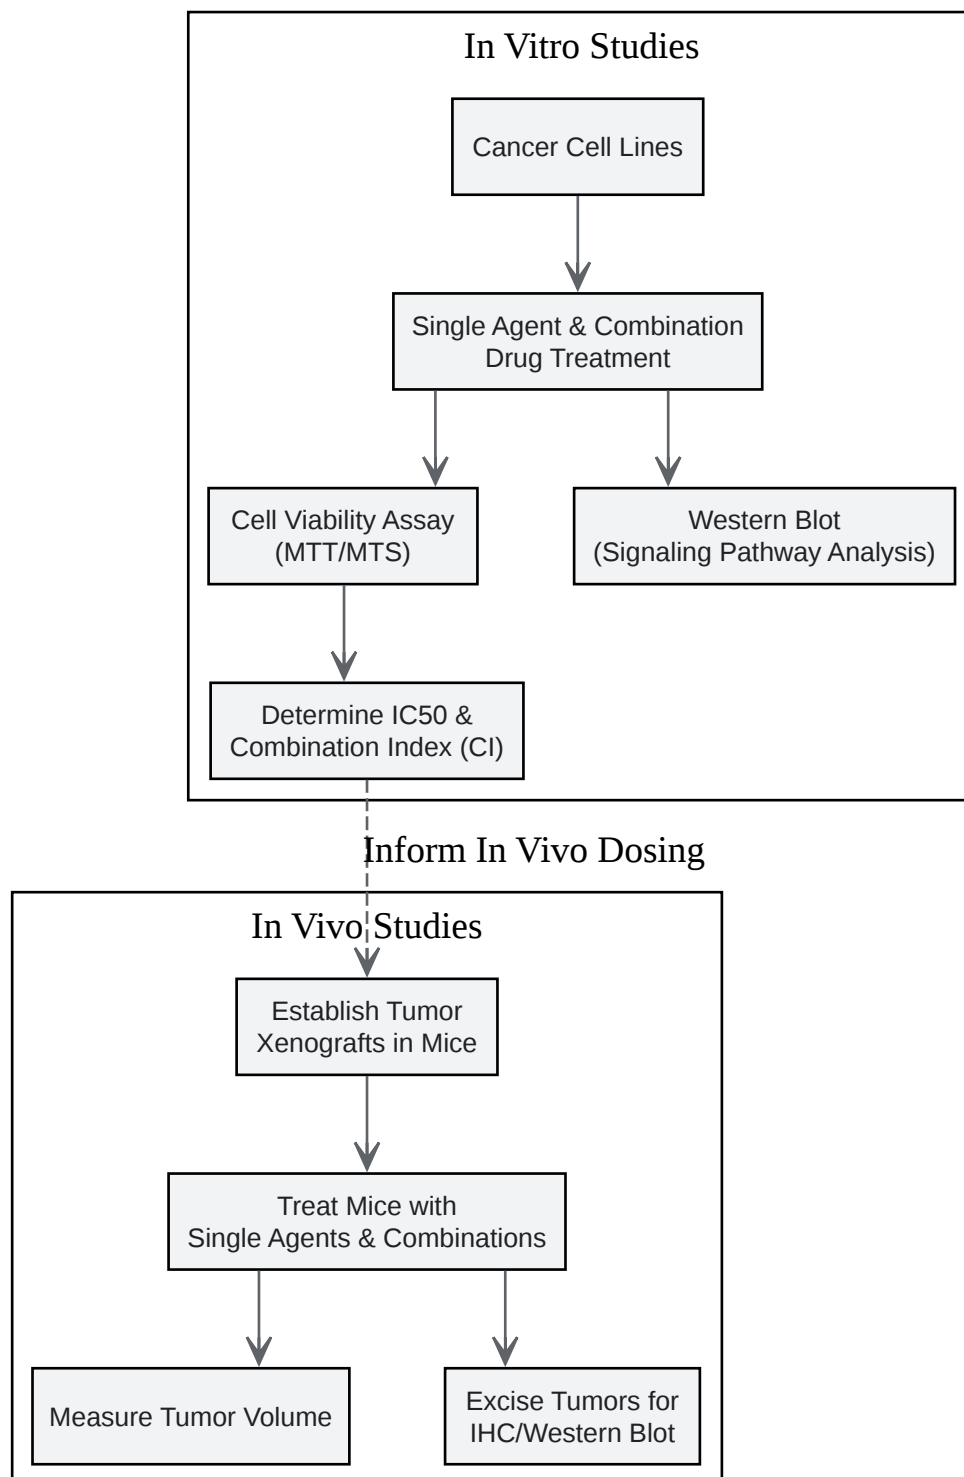 In Vitro Studies
Cancer Cell Lines
Single Agent & Combination
Drug Treatment
Cell Viability Assay
(MTT/MTS)
Western Blot
(Signaling Pathway Analysis)
Determine IC50 &
Combination Index (CI)
Inform In Vivo Dosing
In Vivo Studies
Establish Tumor
Xenografts in Mice
Treat Mice with
Single Agents & Combinations
Measure Tumor Volume
Excise Tumors for
IHC/Western Blot